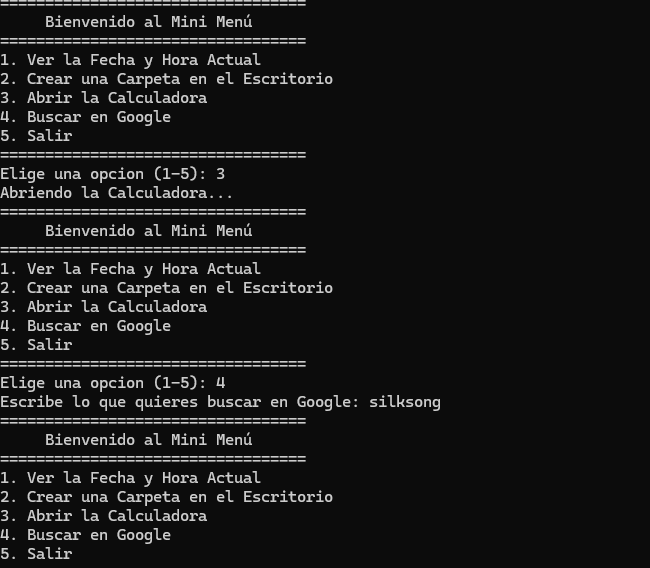 ==================================
     Bienvenido al Mini Menú
==================================
1. Ver la Fecha y Hora Actual
2. Crear una Carpeta en el Escritorio
3. Abrir la Calculadora
4. Buscar en Google
5. Salir
==================================
Elige una opcion (1-5): 3
Abriendo la Calculadora...
==================================
     Bienvenido al Mini Menú
==================================
1. Ver la Fecha y Hora Actual
2. Crear una Carpeta en el Escritorio
3. Abrir la Calculadora
4. Buscar en Google
5. Salir
==================================
Elige una opcion (1-5): 4
Escribe lo que quieres buscar en Google: silksong
==================================
     Bienvenido al Mini Menú
==================================
1. Ver la Fecha y Hora Actual
2. Crear una Carpeta en el Escritorio
3. Abrir la Calculadora
4. Buscar en Google
5. Salir